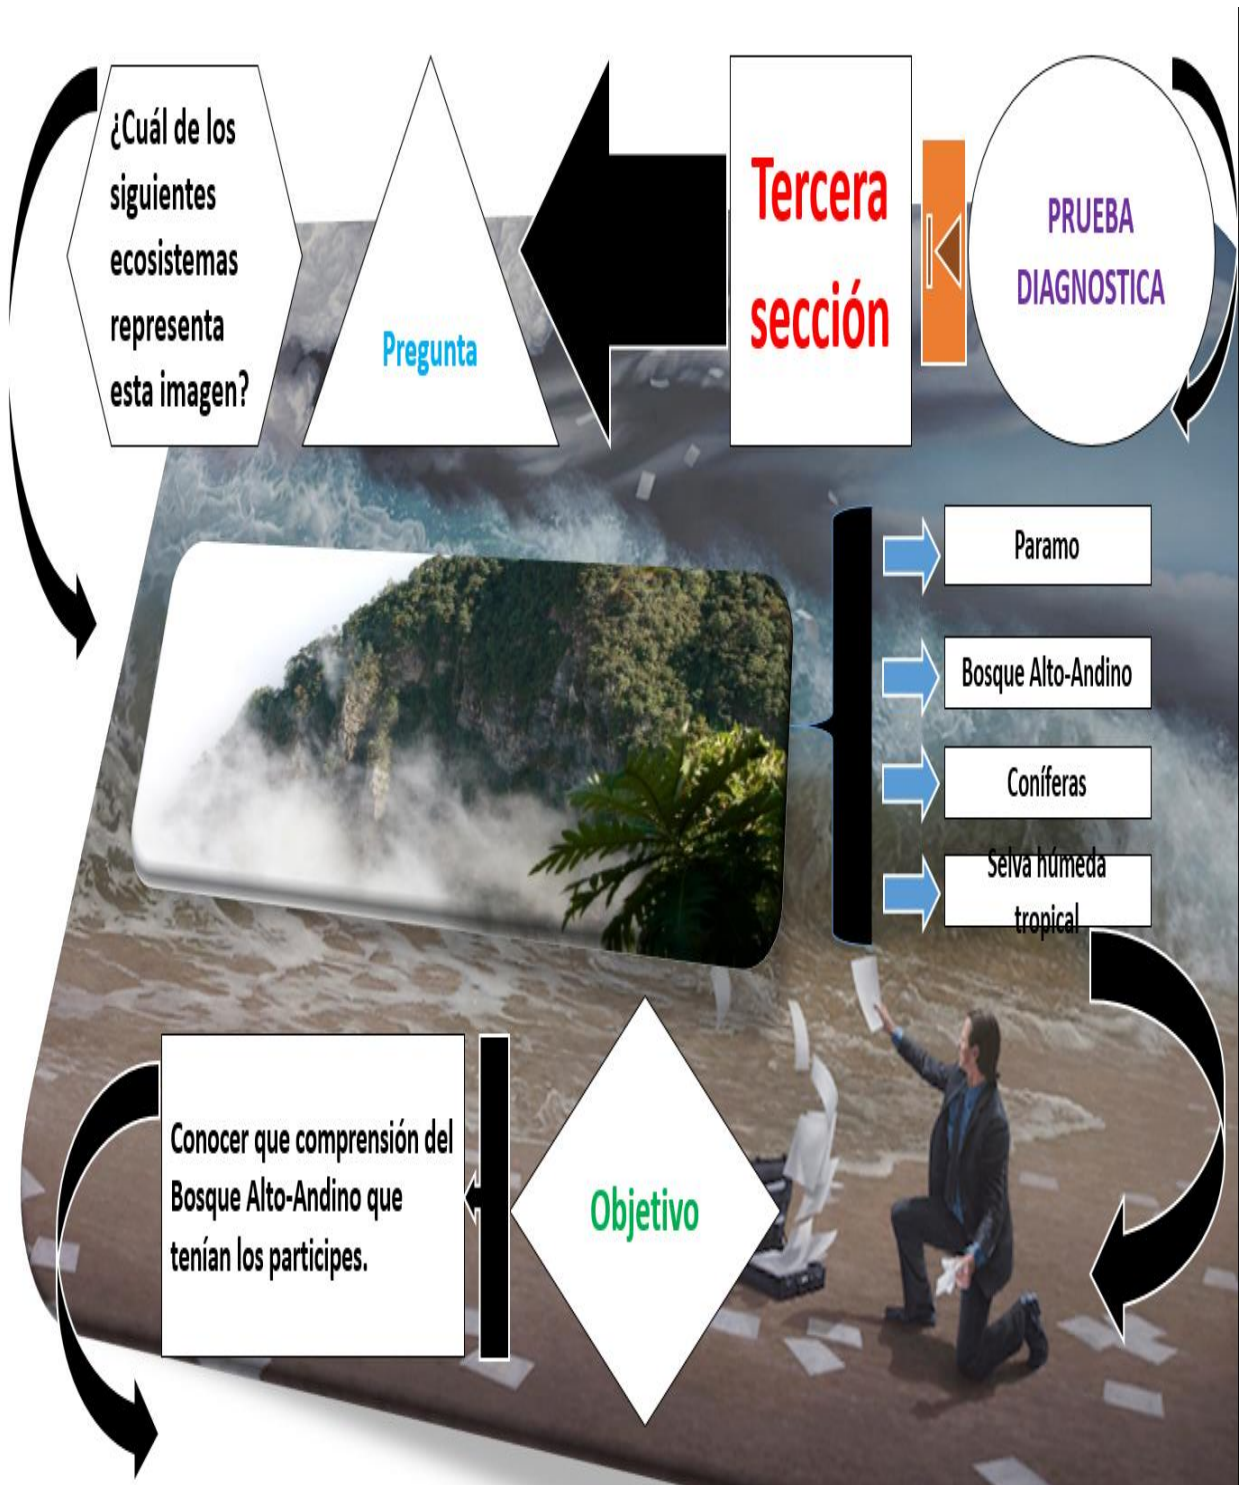 PRUEBA
DIAGNOSTICA
Tercera
sección
Pregunta
¿Cuál de los
siguientes
ecosistemas
representa
esta imagen?
Paramo
Bosque Alto-Andino
Coníferas
Selva húmeda
tropical
Objetivo
Conocer que comprensión del
Bosque Alto-Andino que
tenían los participes.